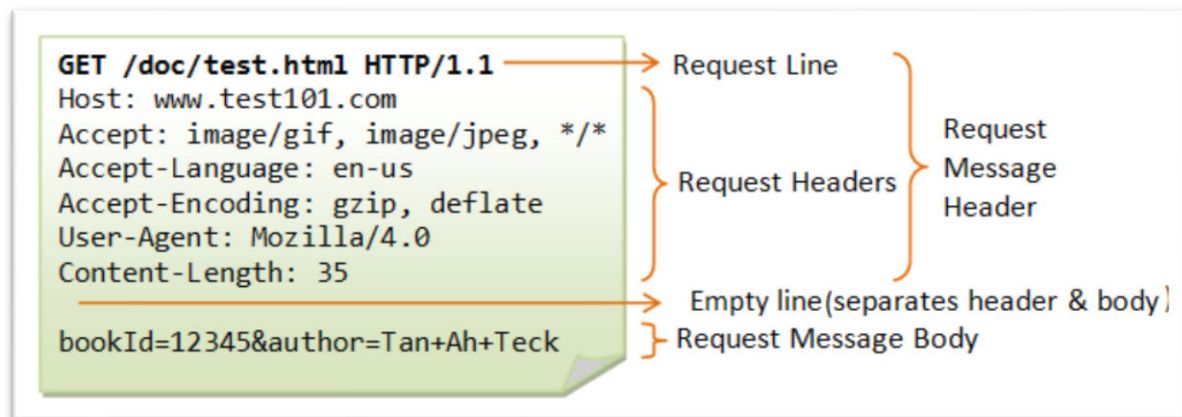 GET /doc/test.html HTTP/1.1
Request Line
Host: www.test101.com
Accept: image/gif, image/jpeg, */*
Accept-Language: en-us
Accept-Encoding: gzip, deflate
User-Agent: Mozilla/4.0
Content-Length: 35
Request Headers
Request
Message
Header
Empty line(separates header & body)
bookId=12345&author=Tan+Ah+Teck
Request Message Body